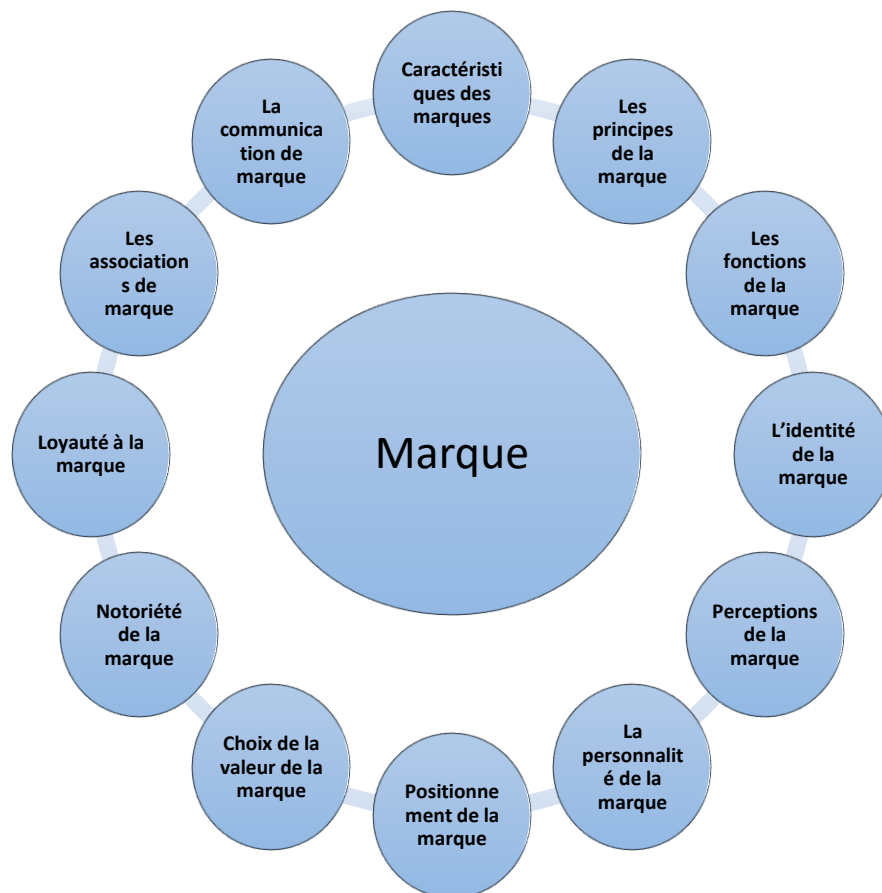 Caractéristi
ques des
marques
Les
principes
de la
marque
Les
fonctions
de la
marque
L’identité
de la
marque
Perceptions
de la
marque
La
personnalit
é de la
marque
Positionne
ment de la
marque
Choix de la
valeur de la
marque
Notoriété
de la
marque
Loyauté à la
marque
Les
association
s de
marque
La
communica
tion de
marque
Marque